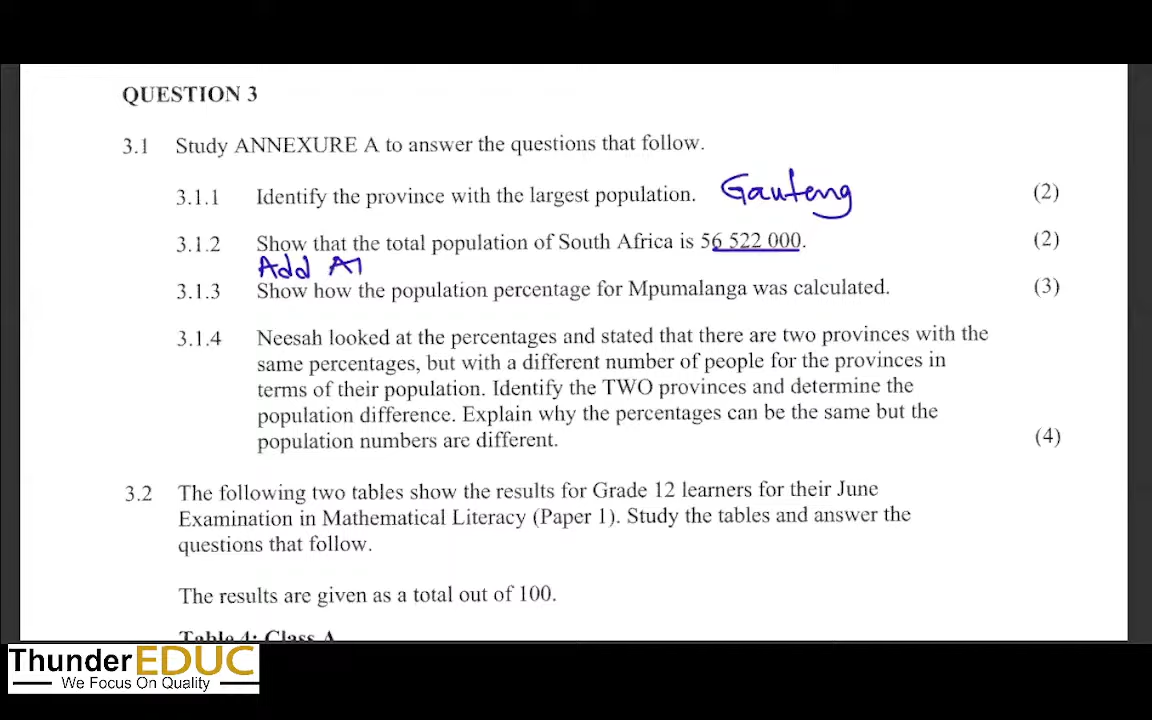 QUESTION 3
3.1 Study ANNEXURE A to answer the questions that follow.
3.1.1 Identify the province with the largest population. Gauteng (2)
3.1.2 Show that the total population of South Africa is 56 522 000. (2)
Add A
3.1.3 Show how the population percentage for Mpumalanga was calculated. (3)
3.1.4 Neesah looked at the percentages and stated that there are two provinces with the
same percentages, but with a different number of people for the provinces in
terms of their population. Identify the TWO provinces and determine the
population difference. Explain why the percentages can be the same but the
population numbers are different. (4)
3.2 The following two tables show the results for Grade 12 learners for their June
Examination in Mathematical Literacy (Paper 1). Study the tables and answer the
questions that follow.
The results are given as a total out of 100.
Table 4: Class A
ThunderEDUC
We Focus On Quality